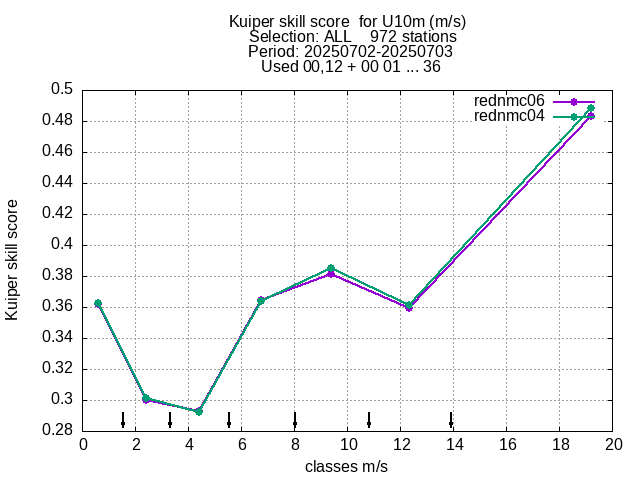 Kuiper skill score  for U10m (m/s)
Selection: ALL    972 stations
Period: 20250702-20250703
Used 00,12 + 00 01 ... 36
0.5
0.48
0.46
0.44
0.42
0.4
0.38
0.36
0.34
0.32
0.3
0.28
Kuiper skill score
rednmc06
rednmc04
0 2 4 6 8 10 12 14 16 18 20
classes m/s